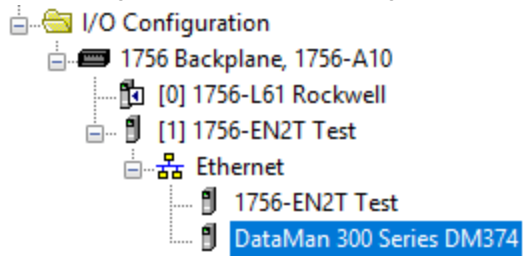 I/O Configuration
1756 Backplane, 1756-A10
[0] 1756-L61 Rockwell
[1] 1756-EN2T Test
Ethernet
1756-EN2T Test
DataMan 300 Series DM374